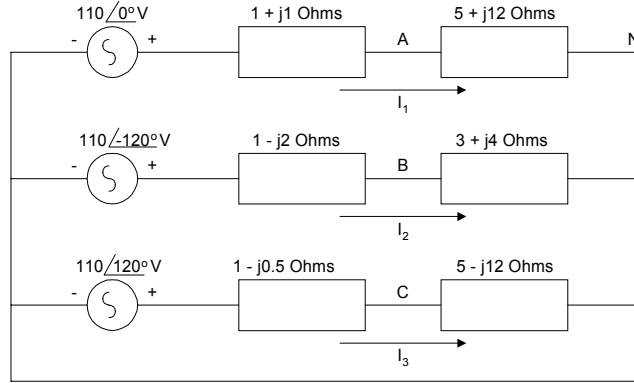 110/0° V
1 + j1 Ohms
A
5 + j12 Ohms
N
-
+
I1
110/-120° V
1 - j2 Ohms
B
3 + j4 Ohms
-
+
I2
110/120° V
1 - j0.5 Ohms
C
5 - j12 Ohms
-
+
I3